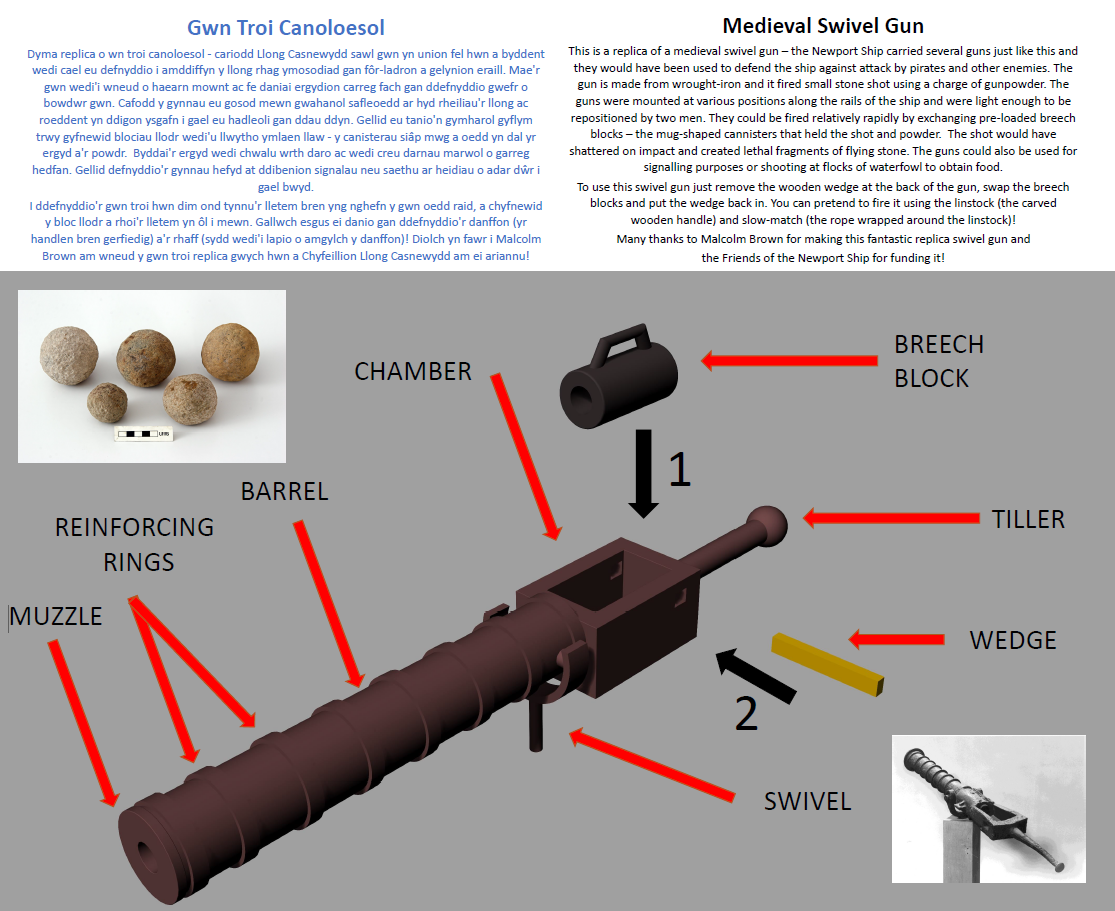 Gwn Troi Canoloesol
Dyma replica o wn troi canoloesol - cariodd Llong Casnewydd sawl gwn yn union fel hwn a byddent
wedi cael eu defnyddio i amddiffyn y llong rhag ymosodiad gan fôr-ladron a gelynion eraill. Mae'r
gwn wedi'i wneud o haearn mownt ac fe daniai ergydion carreg fach gan ddefnyddio gwefr o
bowdwr gwn. Cafodd y gynnau eu gosod mewn gwahanol safleoedd ar hyd rheiliau'r llong ac
roeddent yn ddigon ysgafn i gael eu hadleoli gan ddau ddyn. Gellid eu tanio'n gymharol gyflym
trwy gyfnewid blociau llodr wedi'u llwytho ymlaen llaw - y canisterau siâp mwg a oedd yn dal yr
ergyd a'r powdr.  Byddai'r ergyd wedi chwalu wrth daro ac wedi creu darnau marwol o garreg
hedfan. Gellid defnyddio'r gynnau hefyd at ddibenion signalau neu saethu ar heidiau o adar dŵr i
gael bwyd.
I ddefnyddio'r gwn troi hwn dim ond tynnu'r lletem bren yng nghefn y gwn oedd raid, a chyfnewid
y bloc llodr a rhoi'r lletem yn ôl i mewn. Gallwch esgus ei danio gan ddefnyddio'r danffon (yr
handlen bren gerfiedig) a'r rhaff (sydd wedi'i lapio o amgylch y danffon)! Diolch yn fawr i Malcolm
Brown am wneud y gwn troi replica gwych hwn a Chyfeillion Llong Casnewydd am ei ariannu!
Medieval Swivel Gun
This is a replica of a medieval swivel gun – the Newport Ship carried several guns just like this and
they would have been used to defend the ship against attack by pirates and other enemies. The
gun is made from wrought-iron and it fired small stone shot using a charge of gunpowder. The
guns were mounted at various positions along the rails of the ship and were light enough to be
repositioned by two men. They could be fired relatively rapidly by exchanging pre-loaded breech
blocks – the mug-shaped cannisters that held the shot and powder.  The shot would have
shattered on impact and created lethal fragments of flying stone. The guns could also be used for
signalling purposes or shooting at flocks of waterfowl to obtain food.
To use this swivel gun just remove the wooden wedge at the back of the gun, swap the breech
blocks and put the wedge back in. You can pretend to fire it using the linstock (the carved
wooden handle) and slow-match (the rope wrapped around the linstock)!
Many thanks to Malcolm Brown for making this fantastic replica swivel gun and
the Friends of the Newport Ship for funding it!
CHAMBER
BREECH
BLOCK
1
BARREL
REINFORCING
RINGS
MUZZLE
TILLER
WEDGE
2
SWIVEL